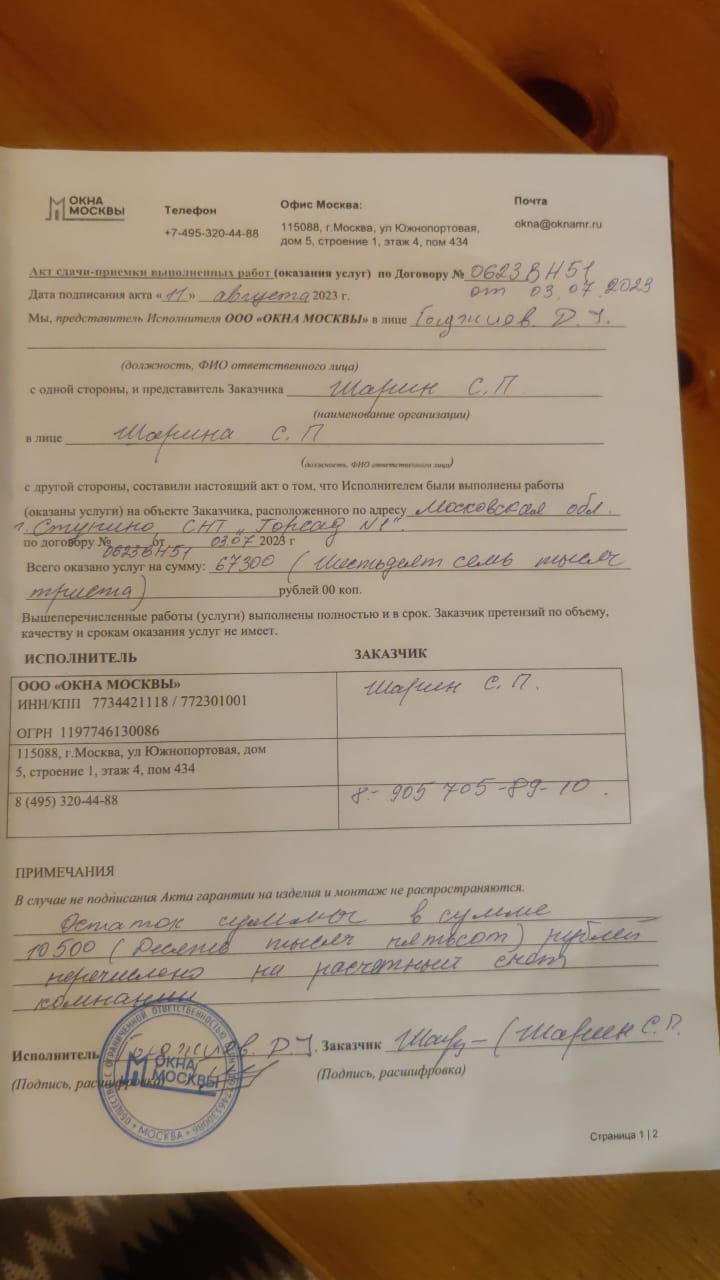 ОКНА
МОСКВЫ
Телефон
+7-495-320-44-88
Офис Москва:
115088, г.Москва, ул Южнопортовая,
дом 5, строение 1, этаж 4, пом 434
Почта
okna@oknamr.ru
Акт сдачи-приемки выполненных работ (оказания услуг) по Договору № 0623ВН51
от 03.07.2023
Дата подписания акта «11» августа 2023 г.
Мы, представитель Исполнителя ООО «ОКНА МОСКВЫ» в лице
(должность, ФИО ответственного лица)
с одной стороны, и представитель Заказчика Шарин С.П
(наименование организации)
в лице Шарина С.П
(должность, ФИО ответственного лица)
с другой стороны, составили настоящий акт о том, что Исполнителем были выполнены работы
(оказаны услуги) на объекте Заказчика, расположенного по адресу Московская обл.
г. Ступино, СНТ „Горсад №1".
по договору № 0623ВН51 от 03.07 2023 г
Всего оказано услуг на сумму: 67300 (Шестьдесят семь тысяч
триста) рублей 00 коп.
Вышеперечисленные работы (услуги) выполнены полностью и в срок. Заказчик претензий по объему,
качеству и срокам оказания услуг не имеет.
ИСПОЛНИТЕЛЬ
ЗАКАЗЧИК
ООО «ОКНА МОСКВЫ»
ИНН/КПП 7734421118 / 772301001
ОГРН 1197746130086
Шарин С.П.
115088, г.Москва, ул Южнопортовая, дом
5, строение 1, этаж 4, пом 434
8 (495) 320-44-88
8-905 705-89-10.
ПРИМЕЧАНИЯ
В случае не подписания Акта гарантии на изделия и монтаж не распространяются.
Остаток суммы в сумме
10500 (Десять тысяч пятьсот) рублей
перечислено на расчетный счет
компании
Исполнитель
Заказчик (Шарин С.П.
(Подпись, расшифровка)
(Подпись, расшифровка)
ОКНА
МОСКВЫ
МОСКВА
Страница 1 | 2